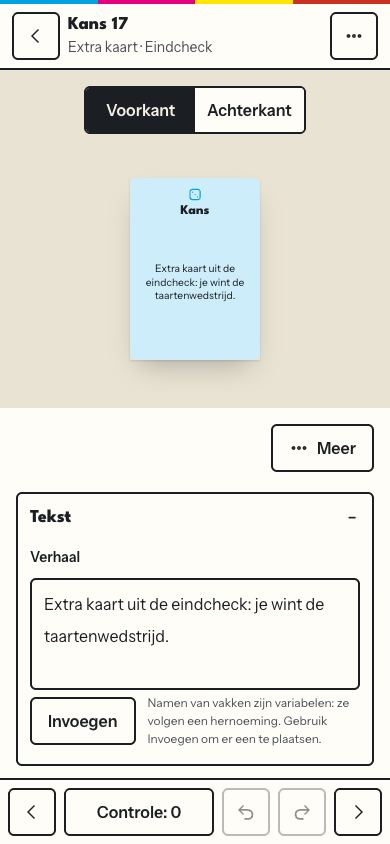 Kans 17
Extra kaart · Eindcheck
Voorkant
Achterkant
Kans
Extra kaart uit de
eindcheck: je wint de
taartenwedstrijd.
Meer
Tekst
Verhaal
Extra kaart uit de eindcheck: je wint de
taartenwedstrijd.
Invoegen
Namen van vakken zijn variabelen: ze
volgen een hernoeming. Gebruik
Invoegen om er een te plaatsen.
Controle: 0